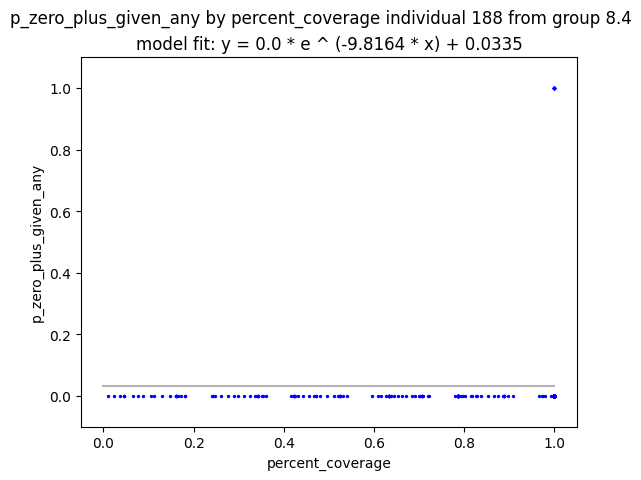 p_zero_plus_given_any by percent_coverage individual 188 from group 8.4
model fit: y = 0.0 * e ^ (-9.8164 * x) + 0.0335
p_zero_plus_given_any
1.0
0.8
0.6
0.4
0.2
0.0
0.0 0.2 0.4 0.6 0.8 1.0
percent_coverage